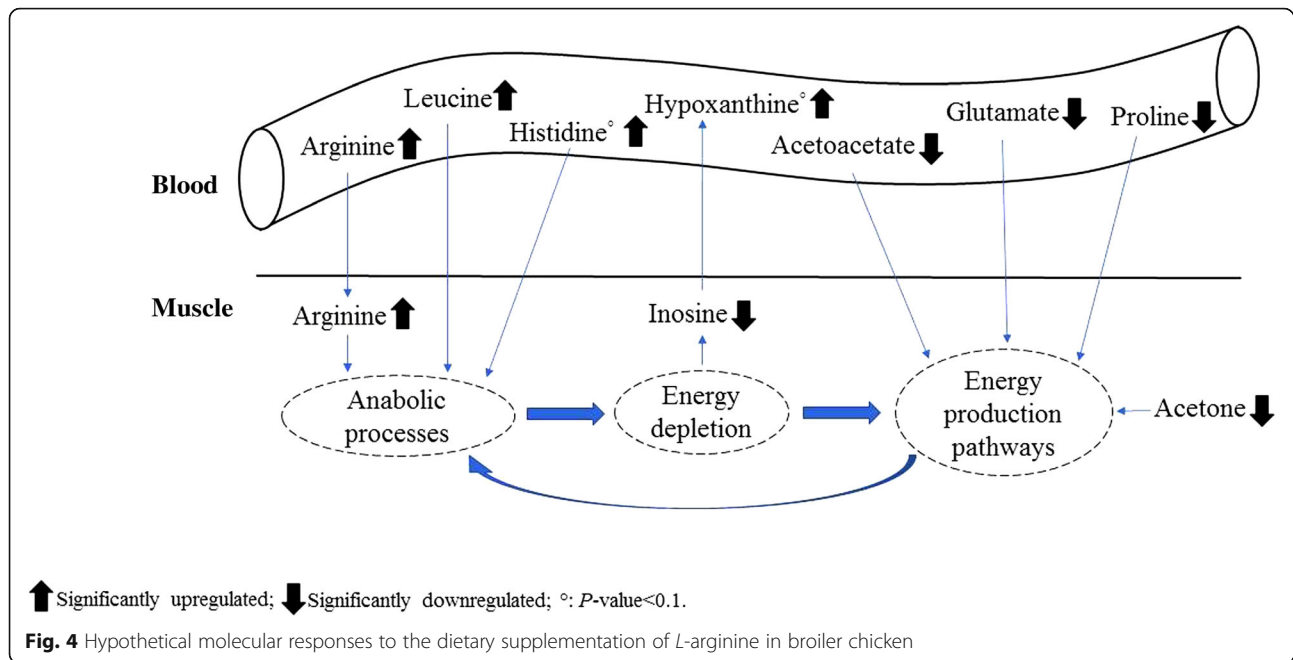 Leucine⬆
Hypoxanthine°⬆
Glutamate⬇
Proline⬇
Arginine⬆
Histidine°⬆
Acetoacetate⬇
Blood
Muscle
Arginine⬆
Inosine⬇
Anabolic
processes
Energy
depletion
Energy
production
pathways
Acetone⬇
⬆Significantly upregulated; ⬇Significantly downregulated; °: P-value<0.1.
Fig. 4 Hypothetical molecular responses to the dietary supplementation of L-arginine in broiler chicken